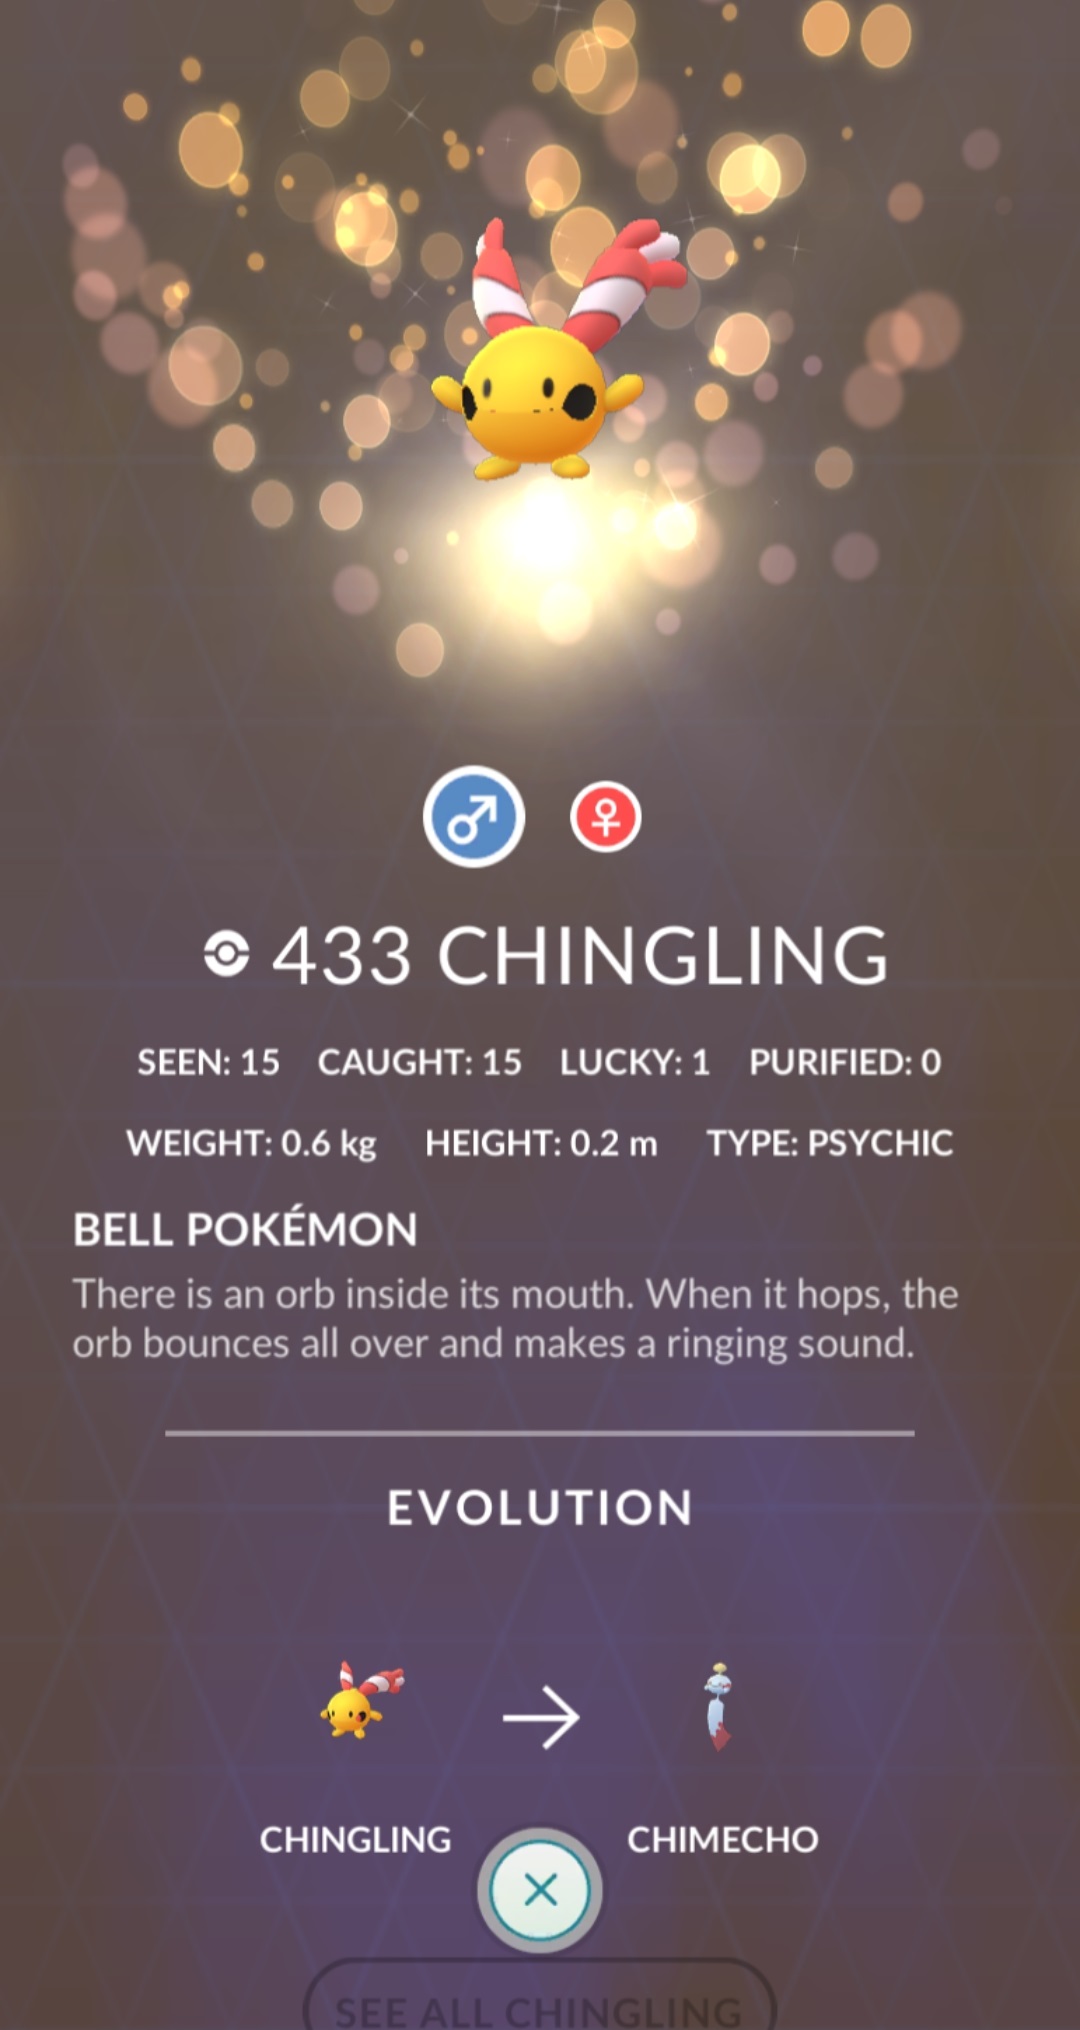 433 CHINGLING
SEEN: 15 CAUGHT: 15 LUCKY: 1 PURIFIED: 0
WEIGHT: 0.6 kg HEIGHT: 0.2 m TYPE: PSYCHIC
BELL POKÉMON
There is an orb inside its mouth. When it hops, the
orb bounces all over and makes a ringing sound.
EVOLUTION
CHINGLING CHIMECHO
SEE ALL CHINGLING